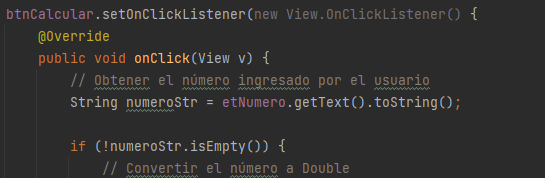 btnCalcular.setOnClickListener(new View.OnClickListener() {
@Override
public void onClick(View v) {
// Obtener el número ingresado por el usuario
String numeroStr = etNumero.getText().toString();
if (!numeroStr.isEmpty()) {
// Convertir el número a Double